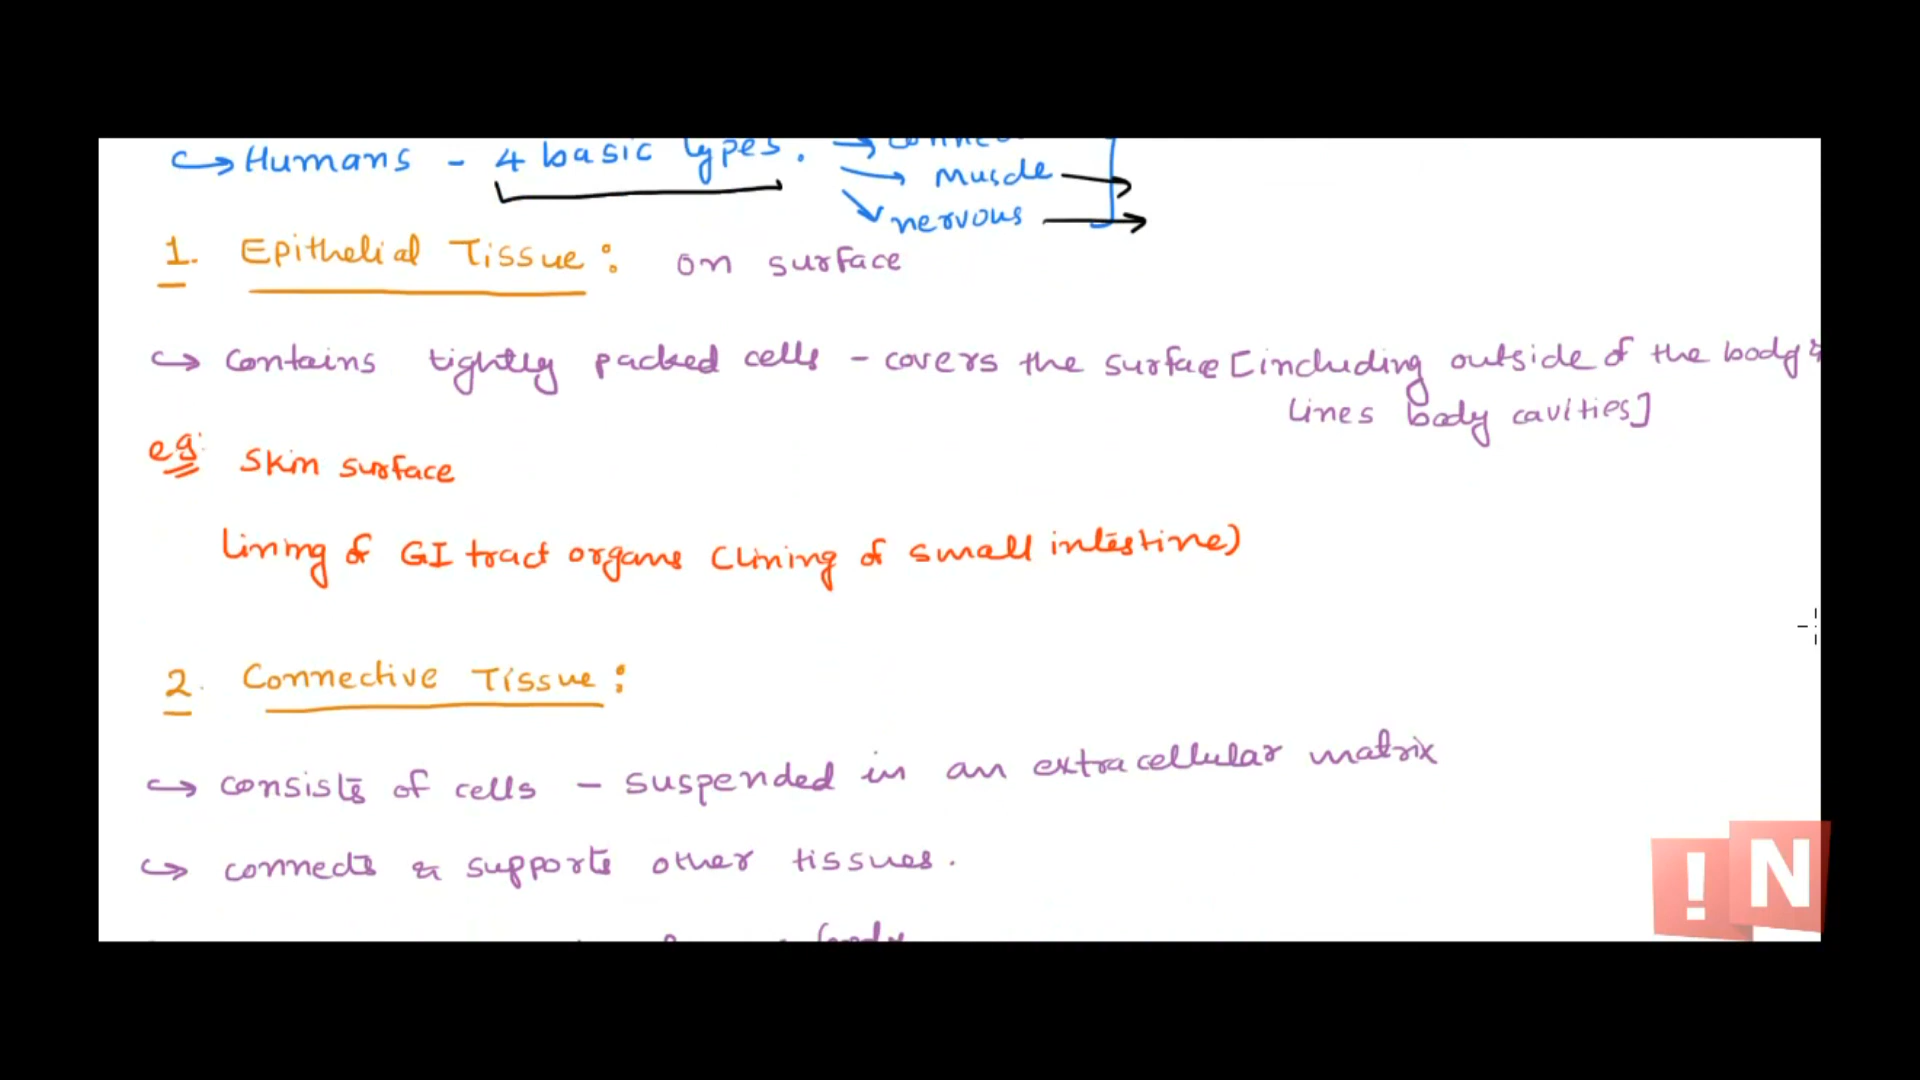 ↪ Humans - 4 basic types. →
→ Muscle →
↘ nervous →
1. Epithelial Tissue: on surface
↪ contains tightly packed cells - covers the surface [including outside of the body &
lines body cavities]
eg: Skin surface
lining of GI tract organs (lining of small intestine)
2. Connective Tissue:
↪ consists of cells - suspended in an extracellular matrix
↪ connects & supports other tissues.
!N